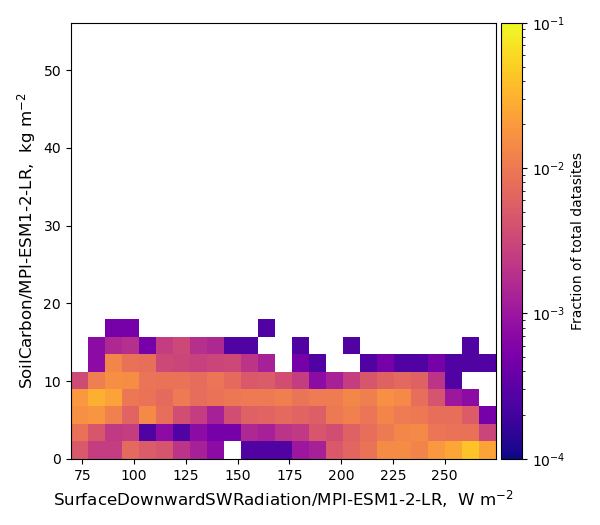 SoilCarbon/MPI-ESM1-2-LR, kg m⁻²
50
40
30
20
10
0
75 100 125 150 175 200 225 250
SurfaceDownwardSWRadiation/MPI-ESM1-2-LR, W m⁻²
10⁻¹
10⁻²
10⁻³
10⁻⁴
Fraction of total datasites